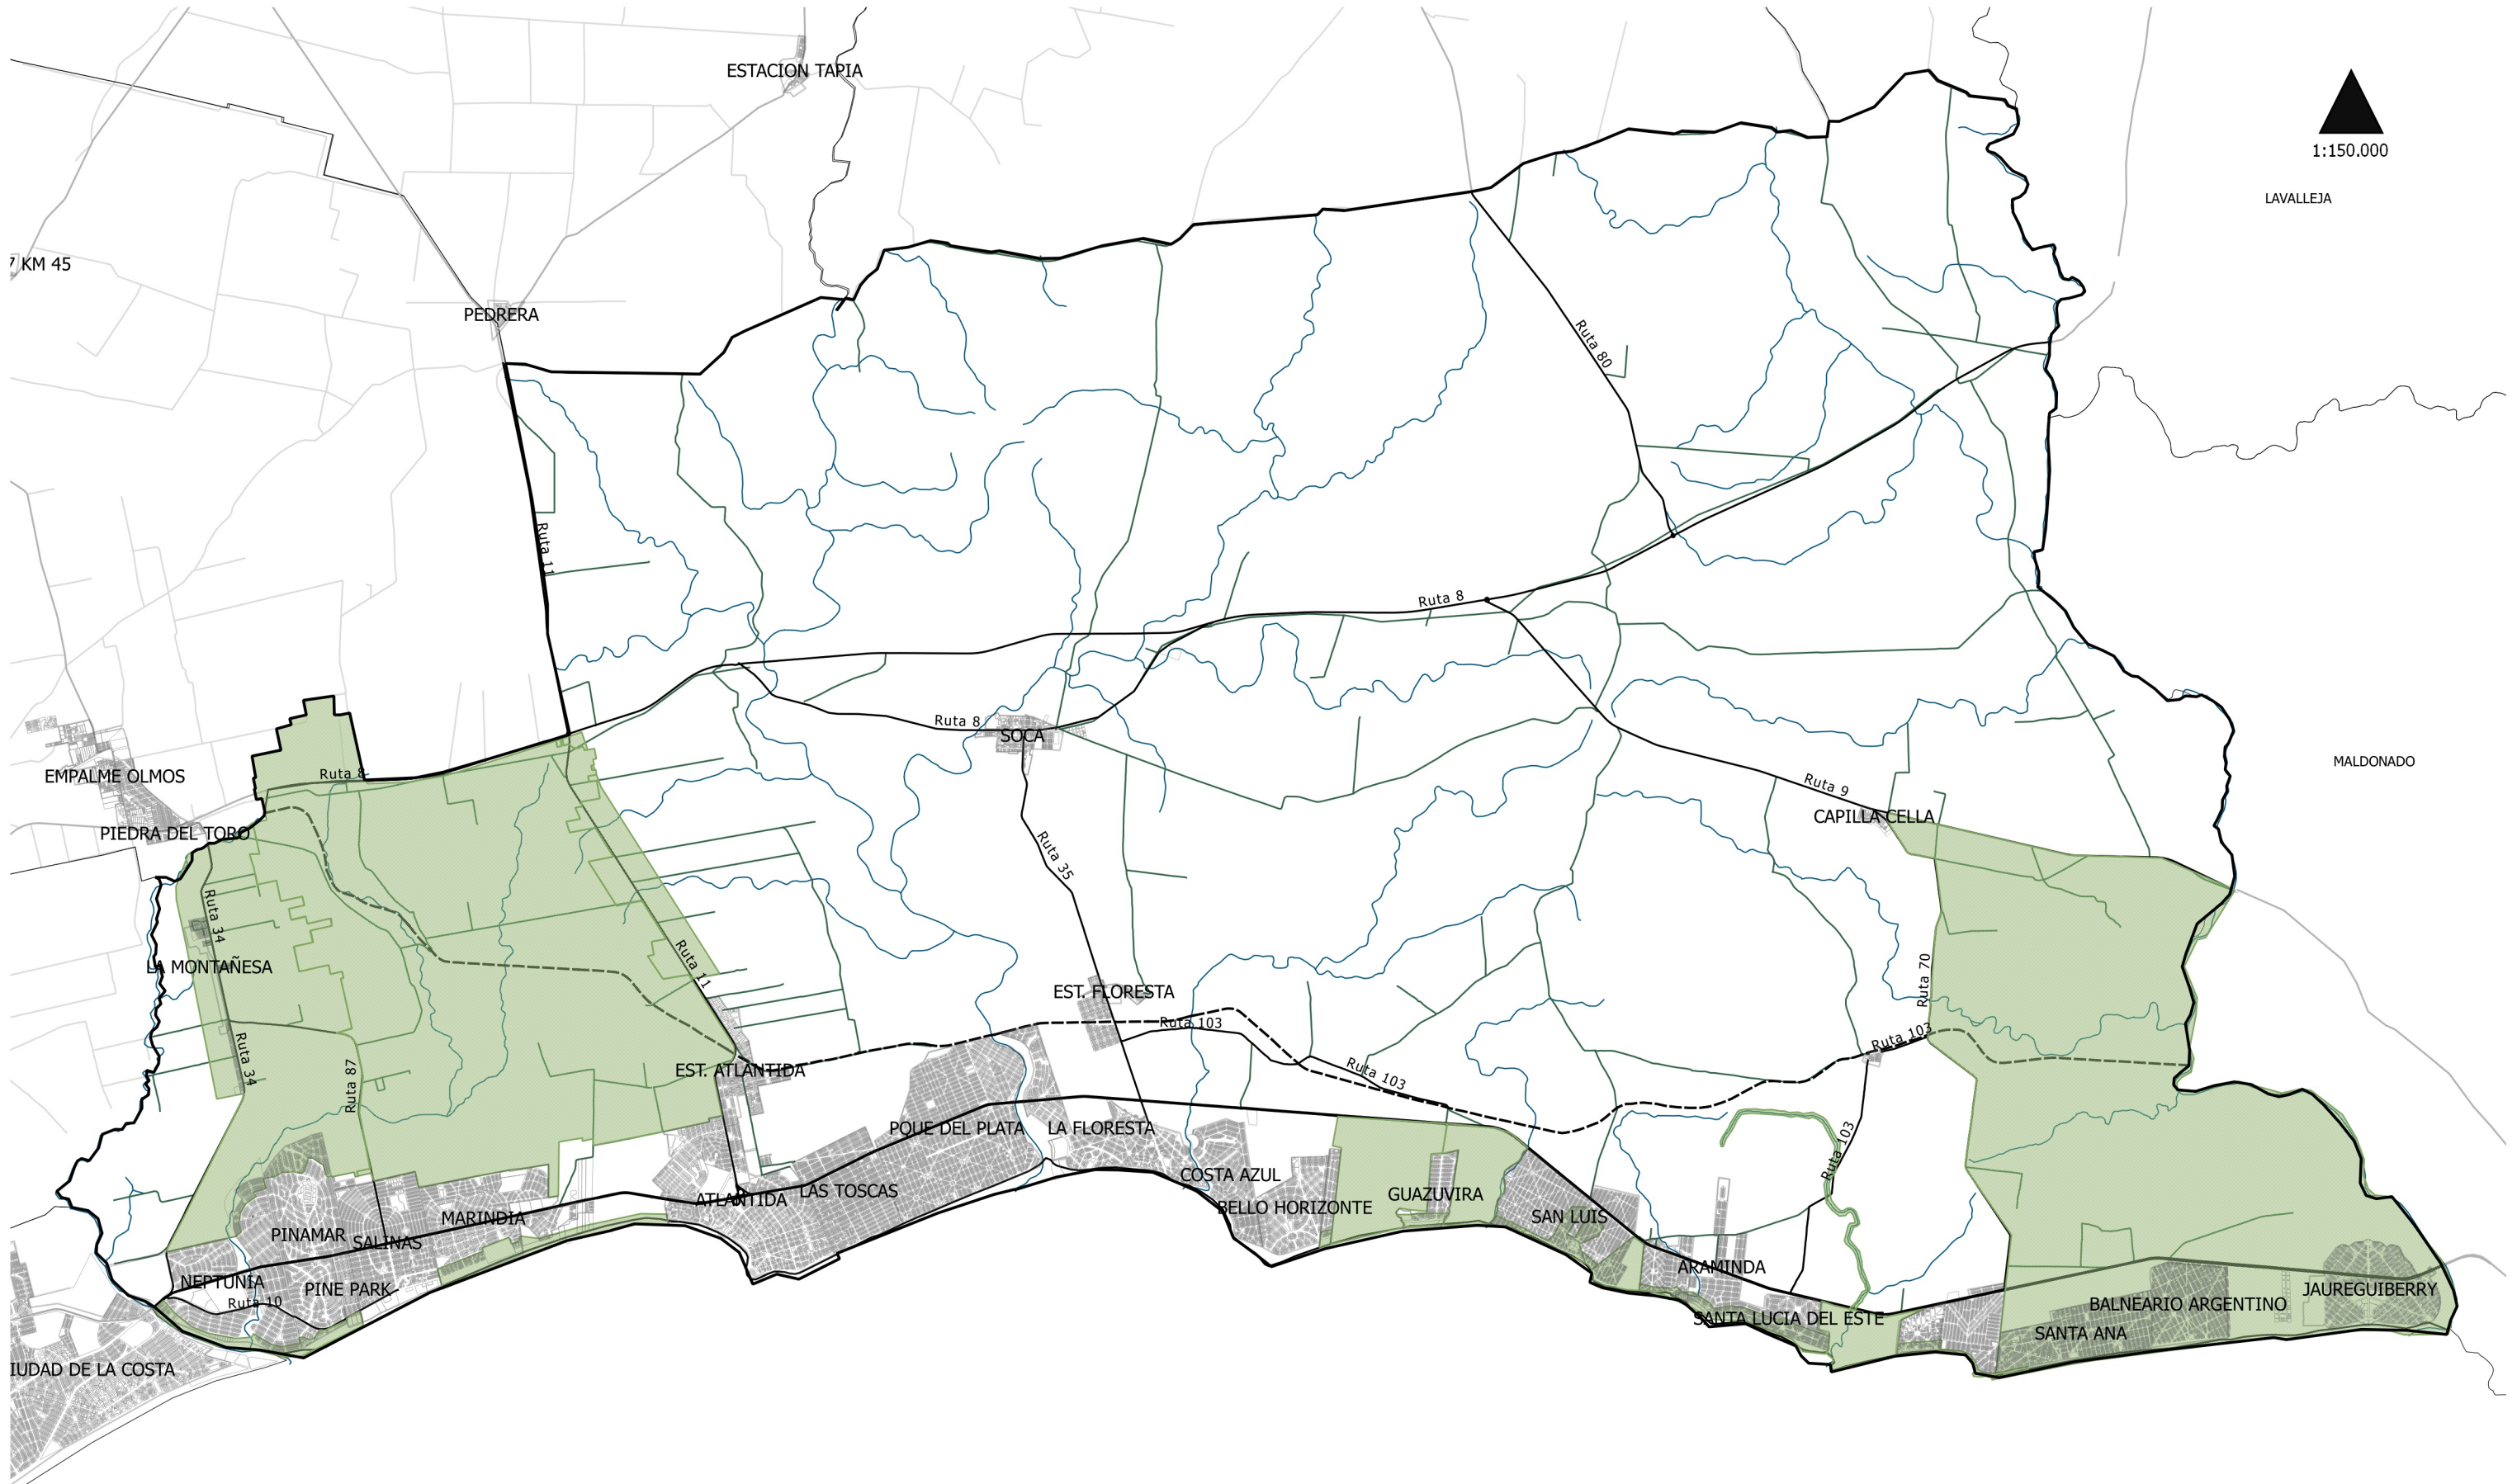 ESTACION TAPIA
1:150.000
LAVALLEJA
7 KM 45
PEDRERA
Ruta 80
Ruta 11
Ruta 8
Ruta 8
SOCA
EMPALME OLMOS
Ruta 8
MALDONADO
Ruta 9
CAPILLA CELLA
PIEDRA DEL TORO
Ruta 35
Ruta 34
LA MONTAÑESA
Ruta 11
Ruta 70
EST. FLORESTA
Ruta 103
Ruta 103
Ruta 34
Ruta 87
EST. ATLANTIDA
Ruta 103
PQUE DEL PLATA
LA FLORESTA
Ruta 103
COSTA AZUL
LAS TOSCAS
ATLANTIDA
GUAZUVIRA
BELLO HORIZONTE
MARINDIA
SAN LUIS
PINAMAR
SALINAS
ARAMINDA
NEPTUNIA
PINE PARK
JAUREGUIBERRY
Ruta 10
BALNEARIO ARGENTINO
SANTA LUCIA DEL ESTE
SANTA ANA
IUDAD DE LA COSTA